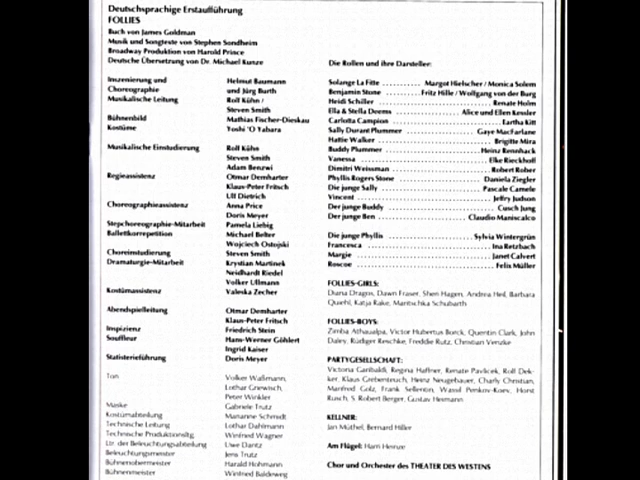 Deutschsprachige Erstaufführung
FOLLIES
Buch von James Goldman
Musik und Songtexte von Stephen Sondheim
Broadway Produktion von Harold Prince
Deutsche Übersetzung von Dr. Michael Kunze
Inszenierung und Helmut Baumann
Choreographie und Jürg Burth
Musikalische Leitung Rolf Kühn /
Steven Smith
Bühnenbild Mathias Fischer-Dieskau
Kostüme Yoshi 'O Yabara
Musikalische Einstudierung Rolf Kühn
Steven Smith
Adam Benzwi
Regieassistenz Otmar Demharter
Klaus-Peter Fritsch
Ulf Dietrich
Choreographieassistenz Anna Price
Doris Meyer
Stepchoreographie-Mitarbeit Pamela Liebig
Ballettkorrepetition Michael Belter
Wojciech Ostojski
Choreinstudierung Steven Smith
Dramaturgie-Mitarbeit Krystian Martinek
Neidhardt Riedel
Volker Ullmann
Kostümassistenz Valeska Zecher
Abendspielleitung Otmar Demharter
Klaus-Peter Fritsch
Inspizienz Friedrich Stein
Souffleur Hans-Werner Göhlert
Ingrid Kaiser
Statisterieführung Doris Meyer
Ton Volker Waßmann,
Lothar Griewisch,
Peter Winkler
Maske Gabriele Trutz
Kostümabteilung Marianne Schmidt
Technische Leitung Lothar Dahlmann
Technische Produktionsltg. Winfried Wagner
Ltr. der Beleuchtungsabteilung Uwe Dantz
Beleuchtungsmeister Jens Trutz
Bühnenobermeister Harald Hohmann
Bühnenmeister Winfried Baldeweg
Die Rollen und ihre Darsteller:
Solange La Fitte .......... Margot Hielscher / Monica Solem
Benjamin Stone .......... Fritz Hille / Wolfgang von der Burg
Heidi Schiller .......... Renate Holm
Ella & Stella Deems .......... Alice und Ellen Kessler
Carlotta Campion .......... Eartha Kitt
Sally Durant Plummer .......... Gaye MacFarlane
Hattie Walker .......... Brigitte Mira
Buddy Plummer .......... Heinz Rennhack
Vanessa .......... Elke Rieckhoff
Dimitri Weissman .......... Robert Rober
Phyllis Rogers Stone .......... Daniela Ziegler
Die junge Sally .......... Pascale Camele
Vincent .......... Jeffry Judson
Der junge Buddy .......... Cusch Jung
Der junge Ben .......... Claudio Maniscalco
Die junge Phyllis .......... Sylvia Wintergrün
Francesca .......... Ina Retzbach
Margie .......... Janet Calvert
Roscoe .......... Felix Müller
FOLLIES-GIRLS:
Diana Dragos, Dawn Fraser, Sheri Hagen, Andrea Heil, Barbara
Quiehl, Katja Rake, Maritschka Schubarth
FOLLIES-BOYS:
Zimba Athaualpa, Victor Hubertus Borck, Quentin Clark, John
Daley, Rüdiger Reschke, Freddie Rutz, Christian Venzke
PARTYGESELLSCHAFT:
Victoria Garibaldi, Regina Haffner, Renate Pavlicek, Rolf Dek-
ker, Klaus Grebenteuch, Heinz Neugebauer, Charly Christian,
Manfred Golz, Frank Sellenton, Wassil Penkov-Koev, Horst
Rusch, S. Robert Berger, Gustav Heimann
KELLNER:
Jan Müthel, Bernard Hiller
Am Flügel: Harri Heinze
Chor und Orchester des THEATER DES WESTENS